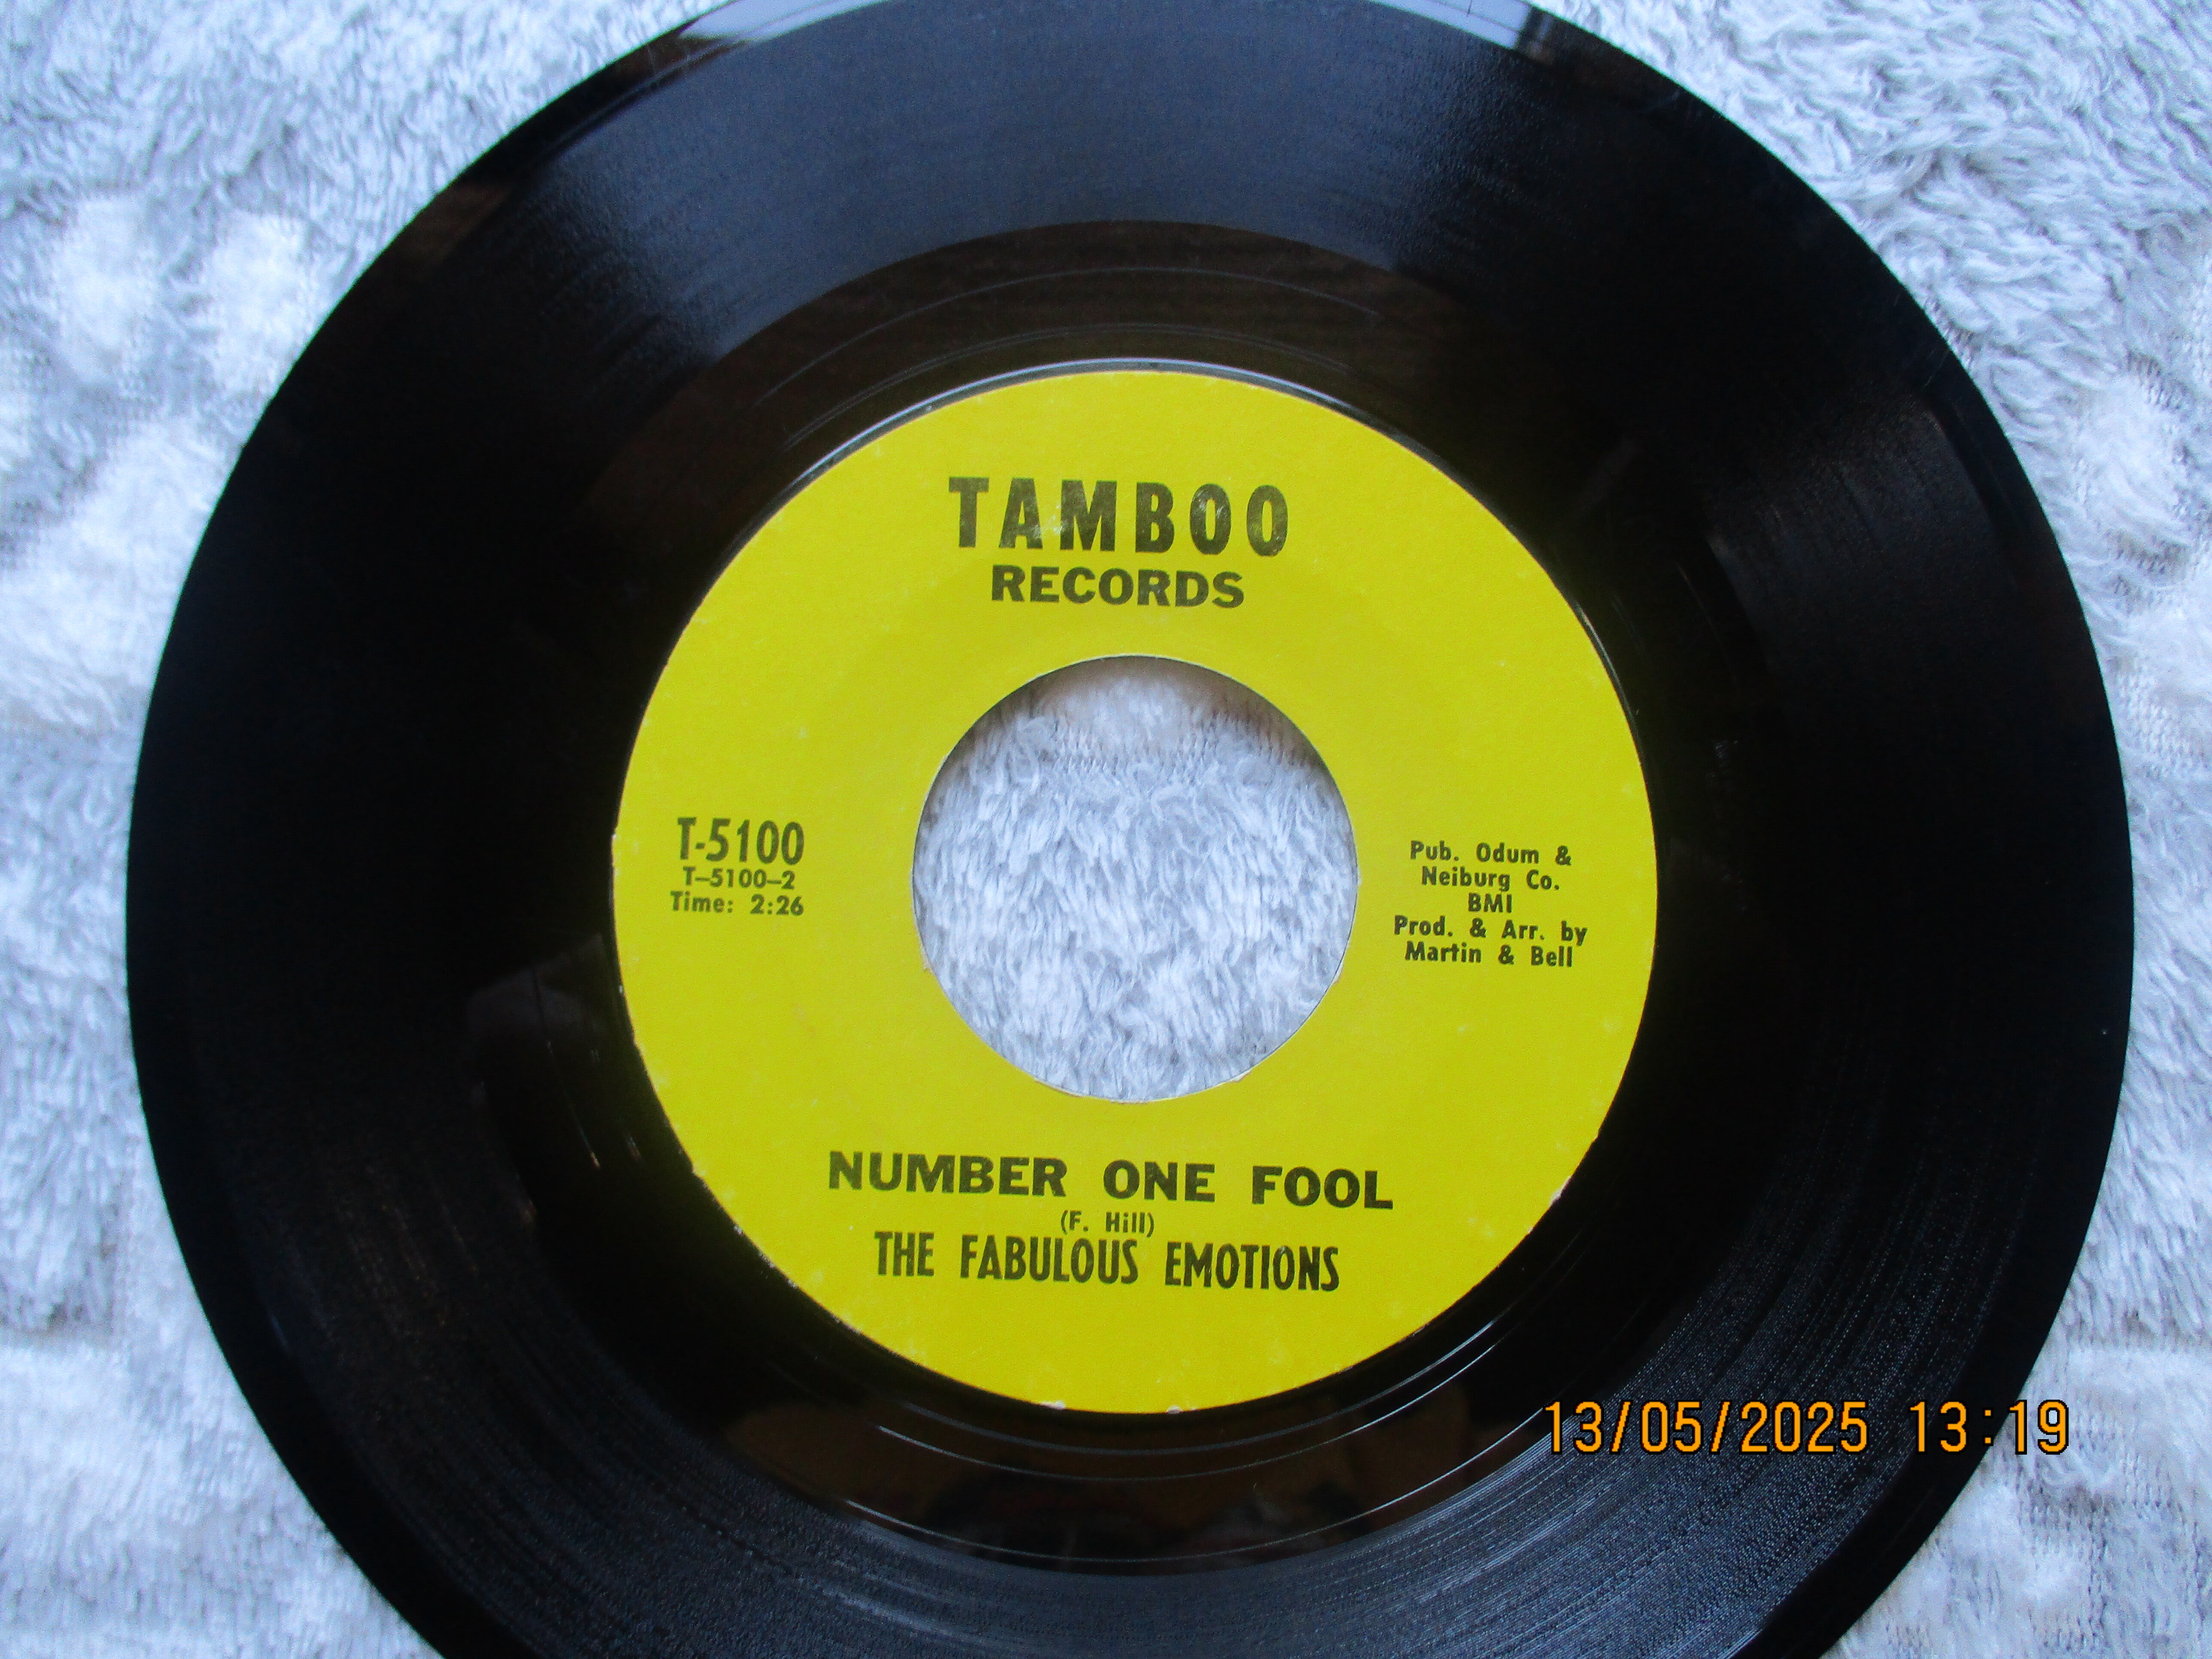 TAMBOO
RECORDS
T-5100
T-5100-2
Time: 2:26
Pub. Odum &
Neiburg Co.
BMI
Prod. & Arr. by
Martin & Bell
NUMBER ONE FOOL
(F. Hill)
THE FABULOUS EMOTIONS
13/05/2025 13:19